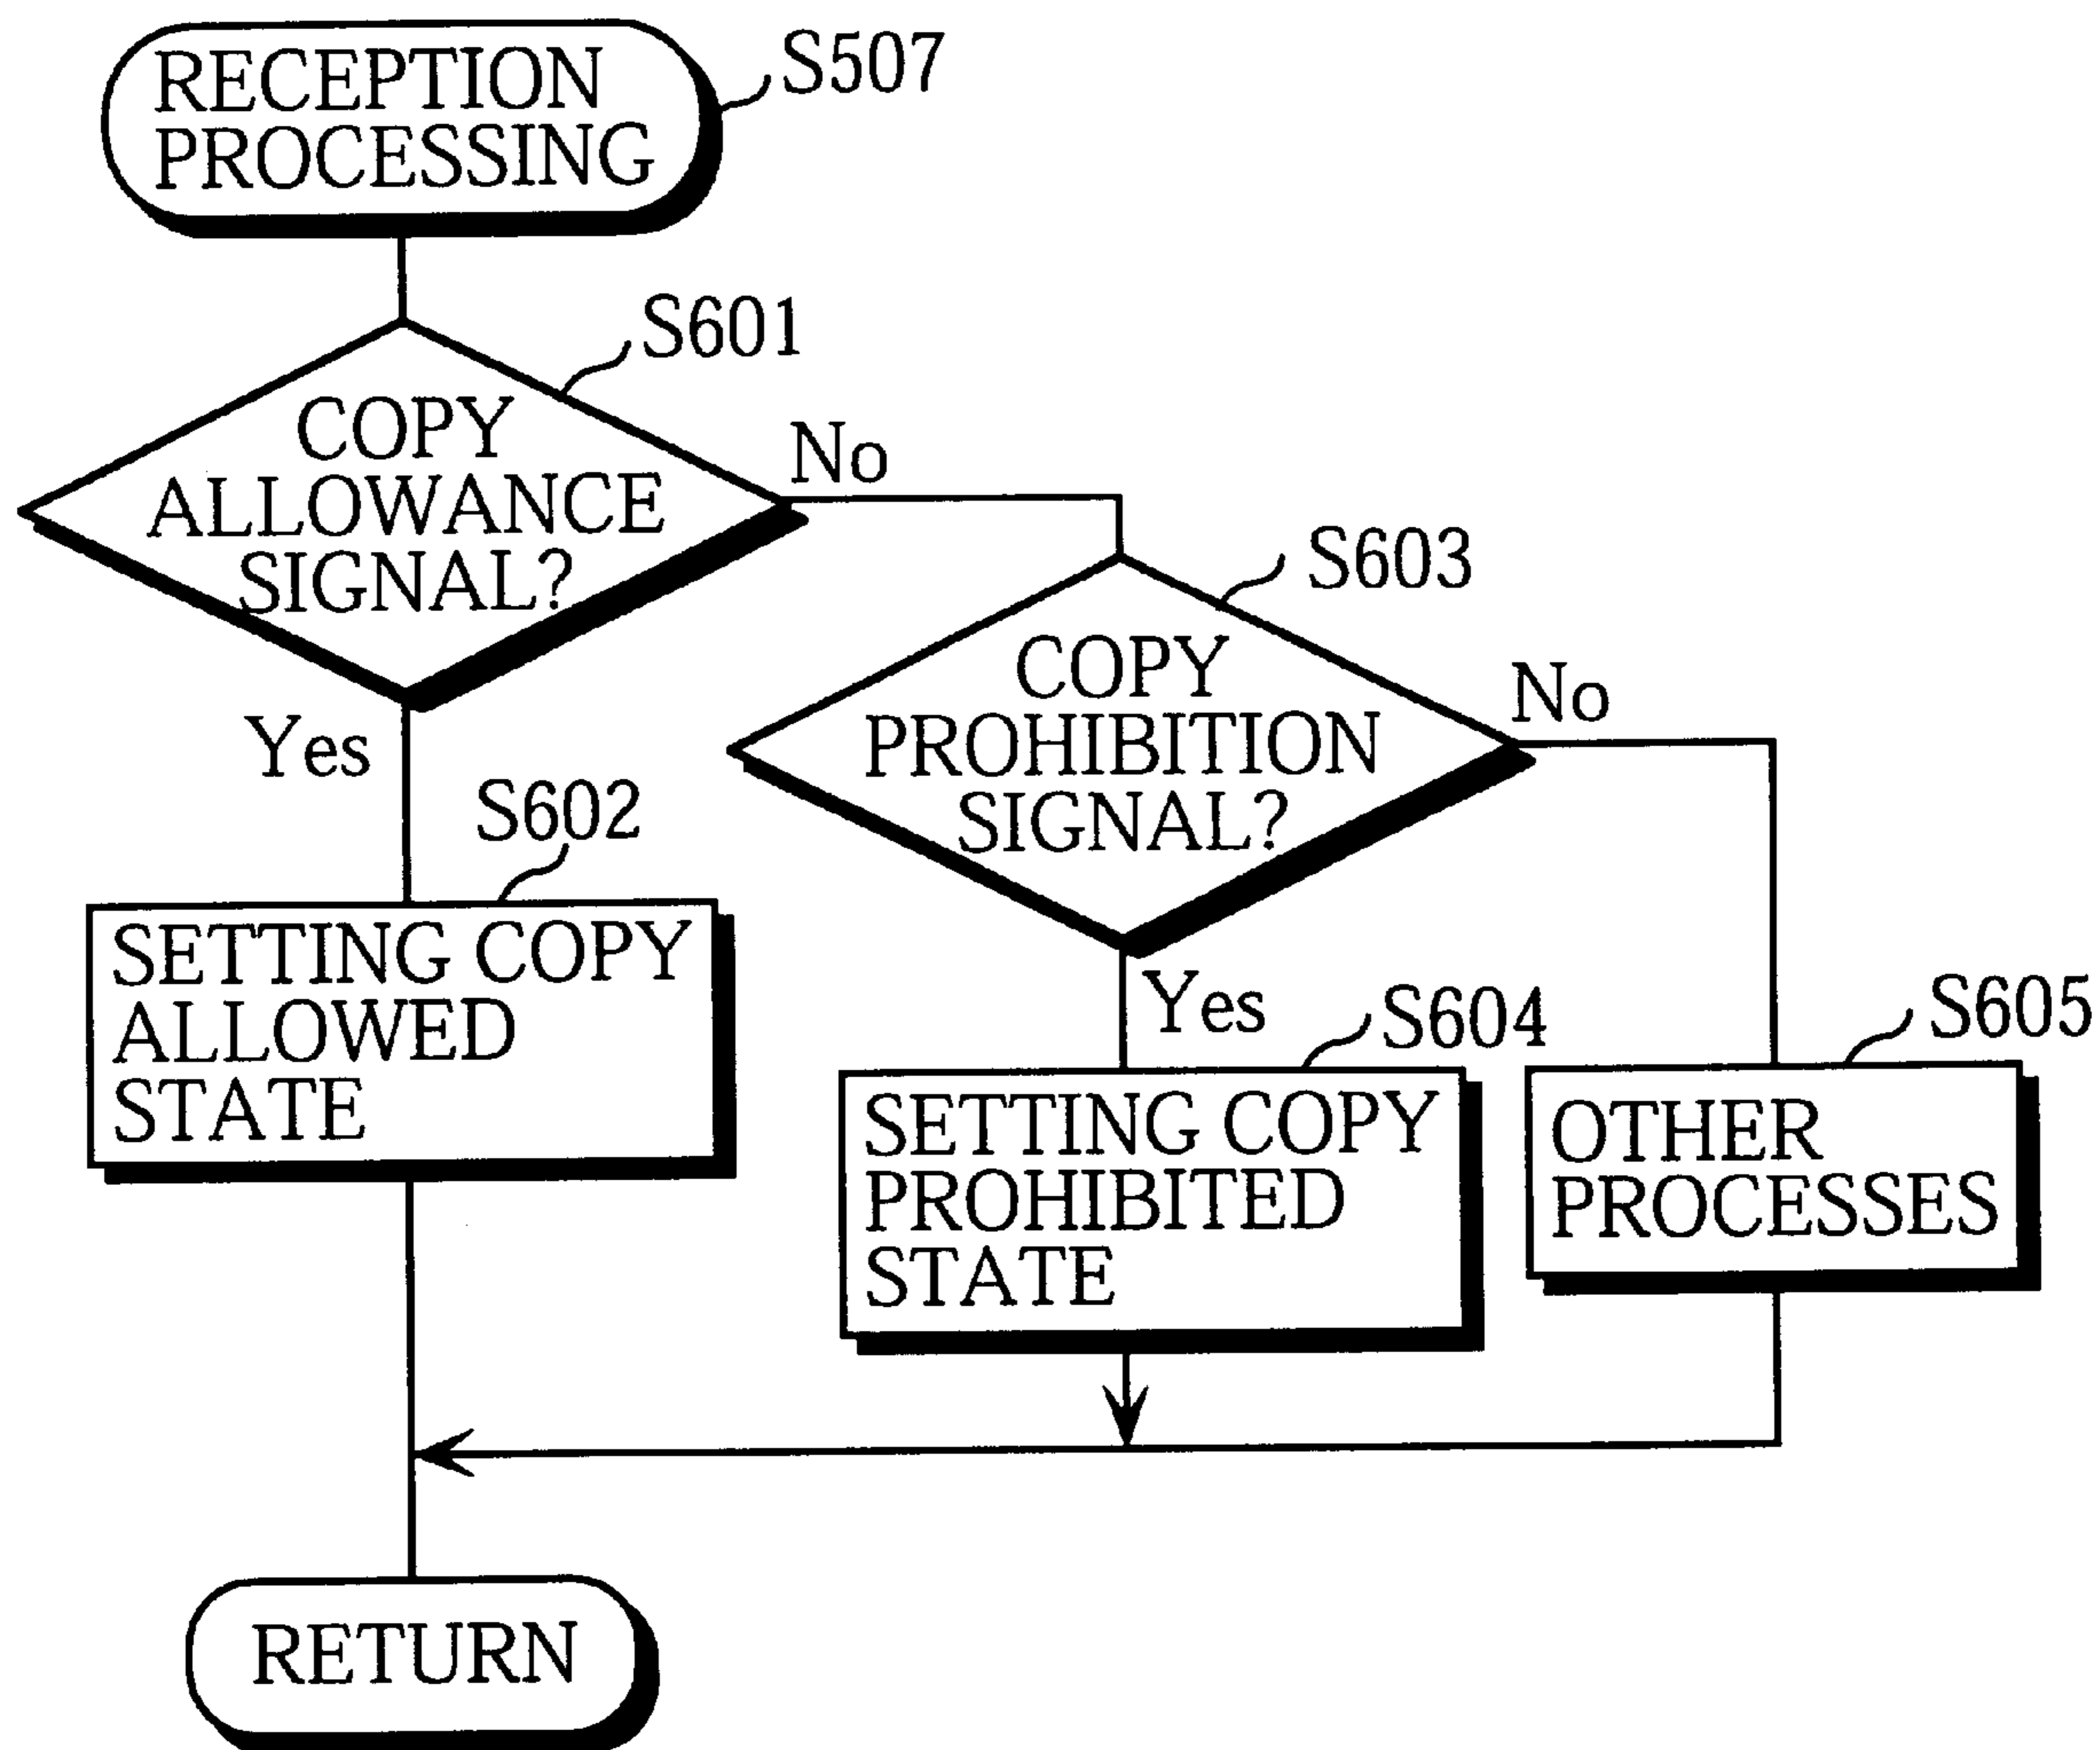 RECEPTION
PROCESSING
S507
S601
COPY
ALLOWANCE
SIGNAL?
No
S603
COPY
PROHIBITION
SIGNAL?
No
Yes
S602
SETTING COPY
ALLOWED
STATE
Yes
S604
SETTING COPY
PROHIBITED
STATE
S605
OTHER
PROCESSES
RETURN